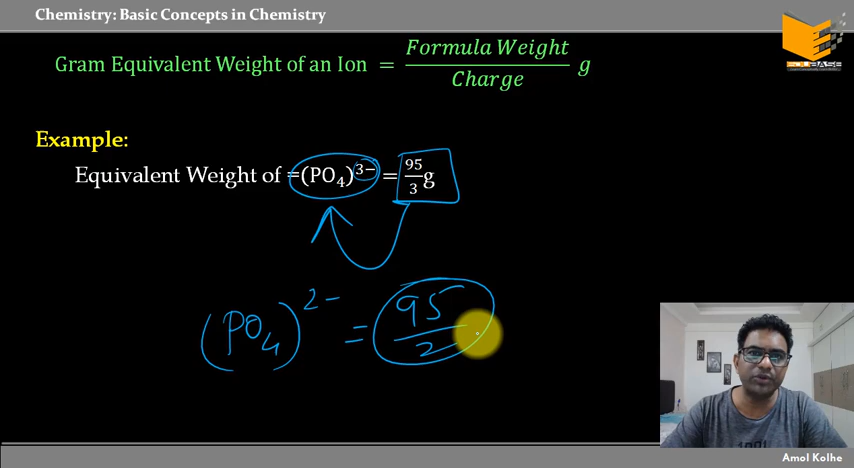 Chemistry: Basic Concepts in Chemistry
Gram Equivalent Weight of an Ion = Formula Weight / Charge g
EDUBASE
Example:
Equivalent Weight of =(PO₄)³⁻ = 95/3 g
(PO₄)²⁻ = 95/2
Amol Kolhe